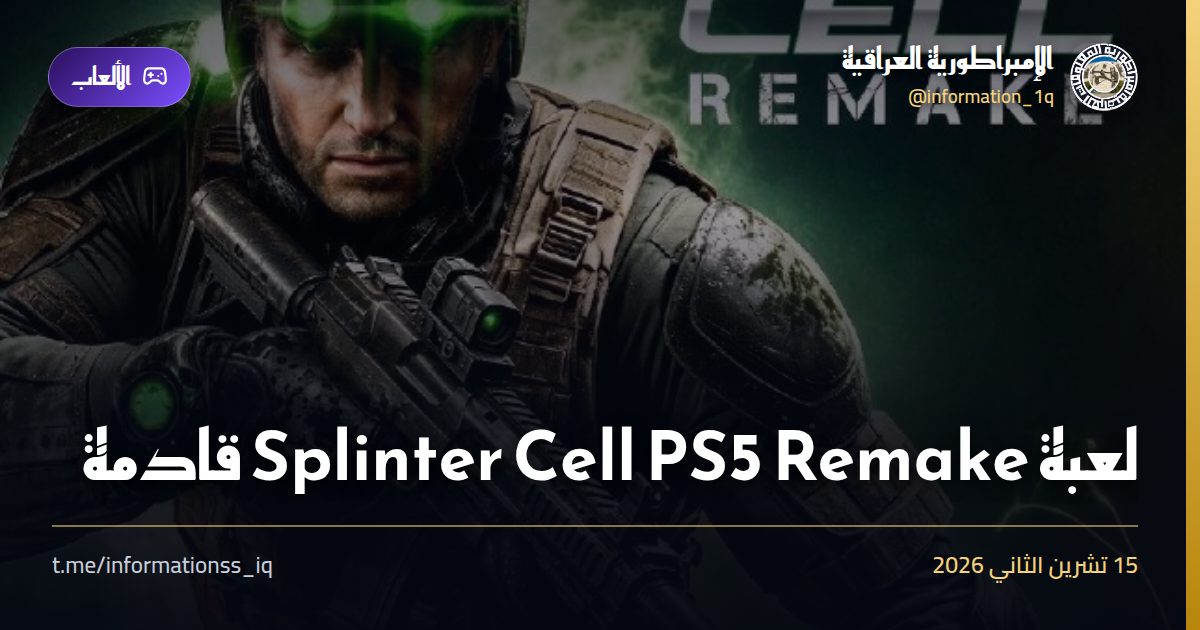 CELL
REMAKE
الإمبراطورية العراقية
@information_1q
الألعاب
لعبة Splinter Cell PS5 Remake قادمة
15 تشرين الثاني 2026
t.me/informationss_iq